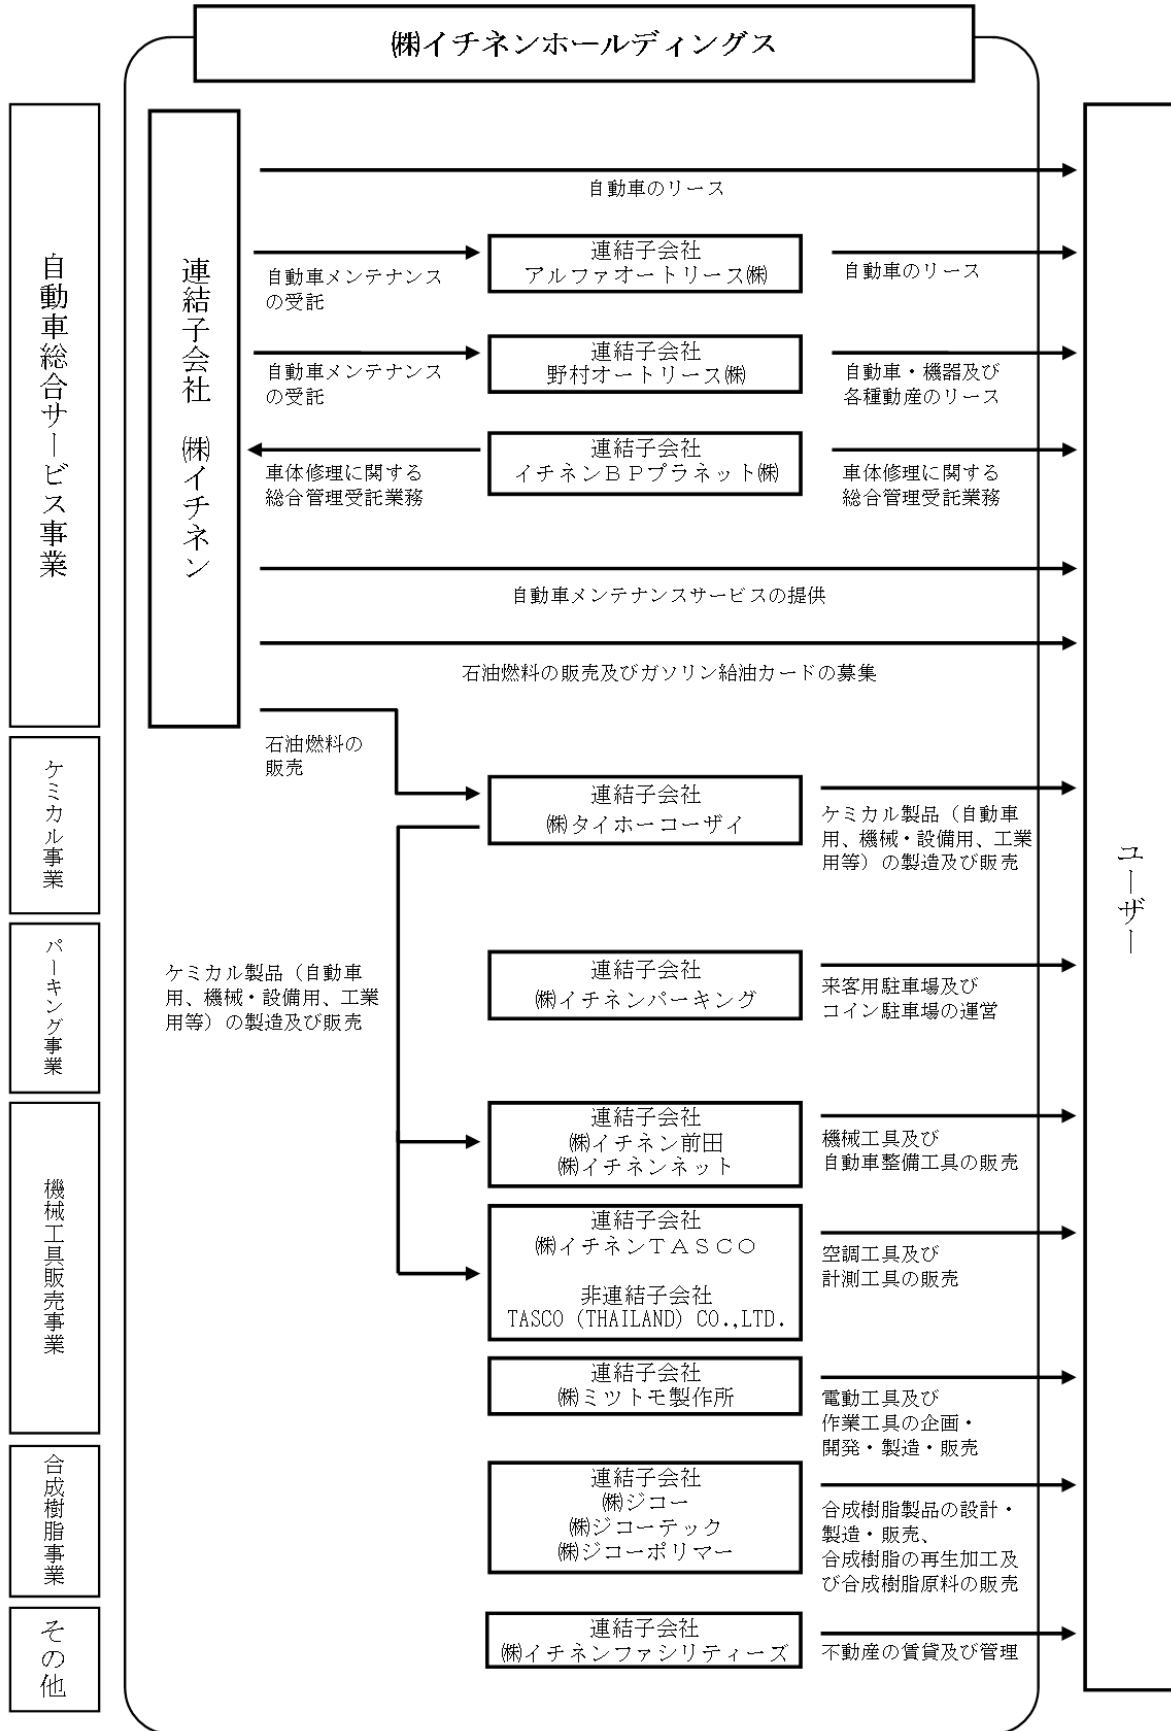 ㈱イチネンホールディングス
自動車総合サービス事業
連結子会社 ㈱イチネン
自動車のリース
自動車メンテナンス
の受託
連結子会社
アルファオートリース㈱
自動車のリース
自動車メンテナンス
の受託
連結子会社
野村オートリース㈱
自動車・機器及び
各種動産のリース
車体修理に関する
総合管理受託業務
連結子会社
イチネンBPプラネット㈱
車体修理に関する
総合管理受託業務
自動車メンテナンスサービスの提供
石油燃料の販売及びガソリン給油カードの募集
石油燃料の
販売
ケミカル事業
連結子会社
㈱タイホーコーザイ
ケミカル製品（自動車
用、機械・設備用、工業
用等）の製造及び販売
ユーザー
パーキング事業
ケミカル製品（自動車
用、機械・設備用、工業
用等）の製造及び販売
連結子会社
㈱イチネンパーキング
来客用駐車場及び
コイン駐車場の運営
機械工具販売事業
連結子会社
㈱イチネン前田
㈱イチネンネット
機械工具及び
自動車整備工具の販売
連結子会社
㈱イチネンTASCO
非連結子会社
TASCO (THAILAND) CO.,LTD.
空調工具及び
計測工具の販売
連結子会社
㈱ミツトモ製作所
電動工具及び
作業工具の企画・
開発・製造・販売
合成樹脂事業
連結子会社
㈱ジコー
㈱ジコーテック
㈱ジコーポリマー
合成樹脂製品の設計・
製造・販売、
合成樹脂の再生加工及
び合成樹脂原料の販売
その他
連結子会社
㈱イチネンファシリティーズ
不動産の賃貸及び管理